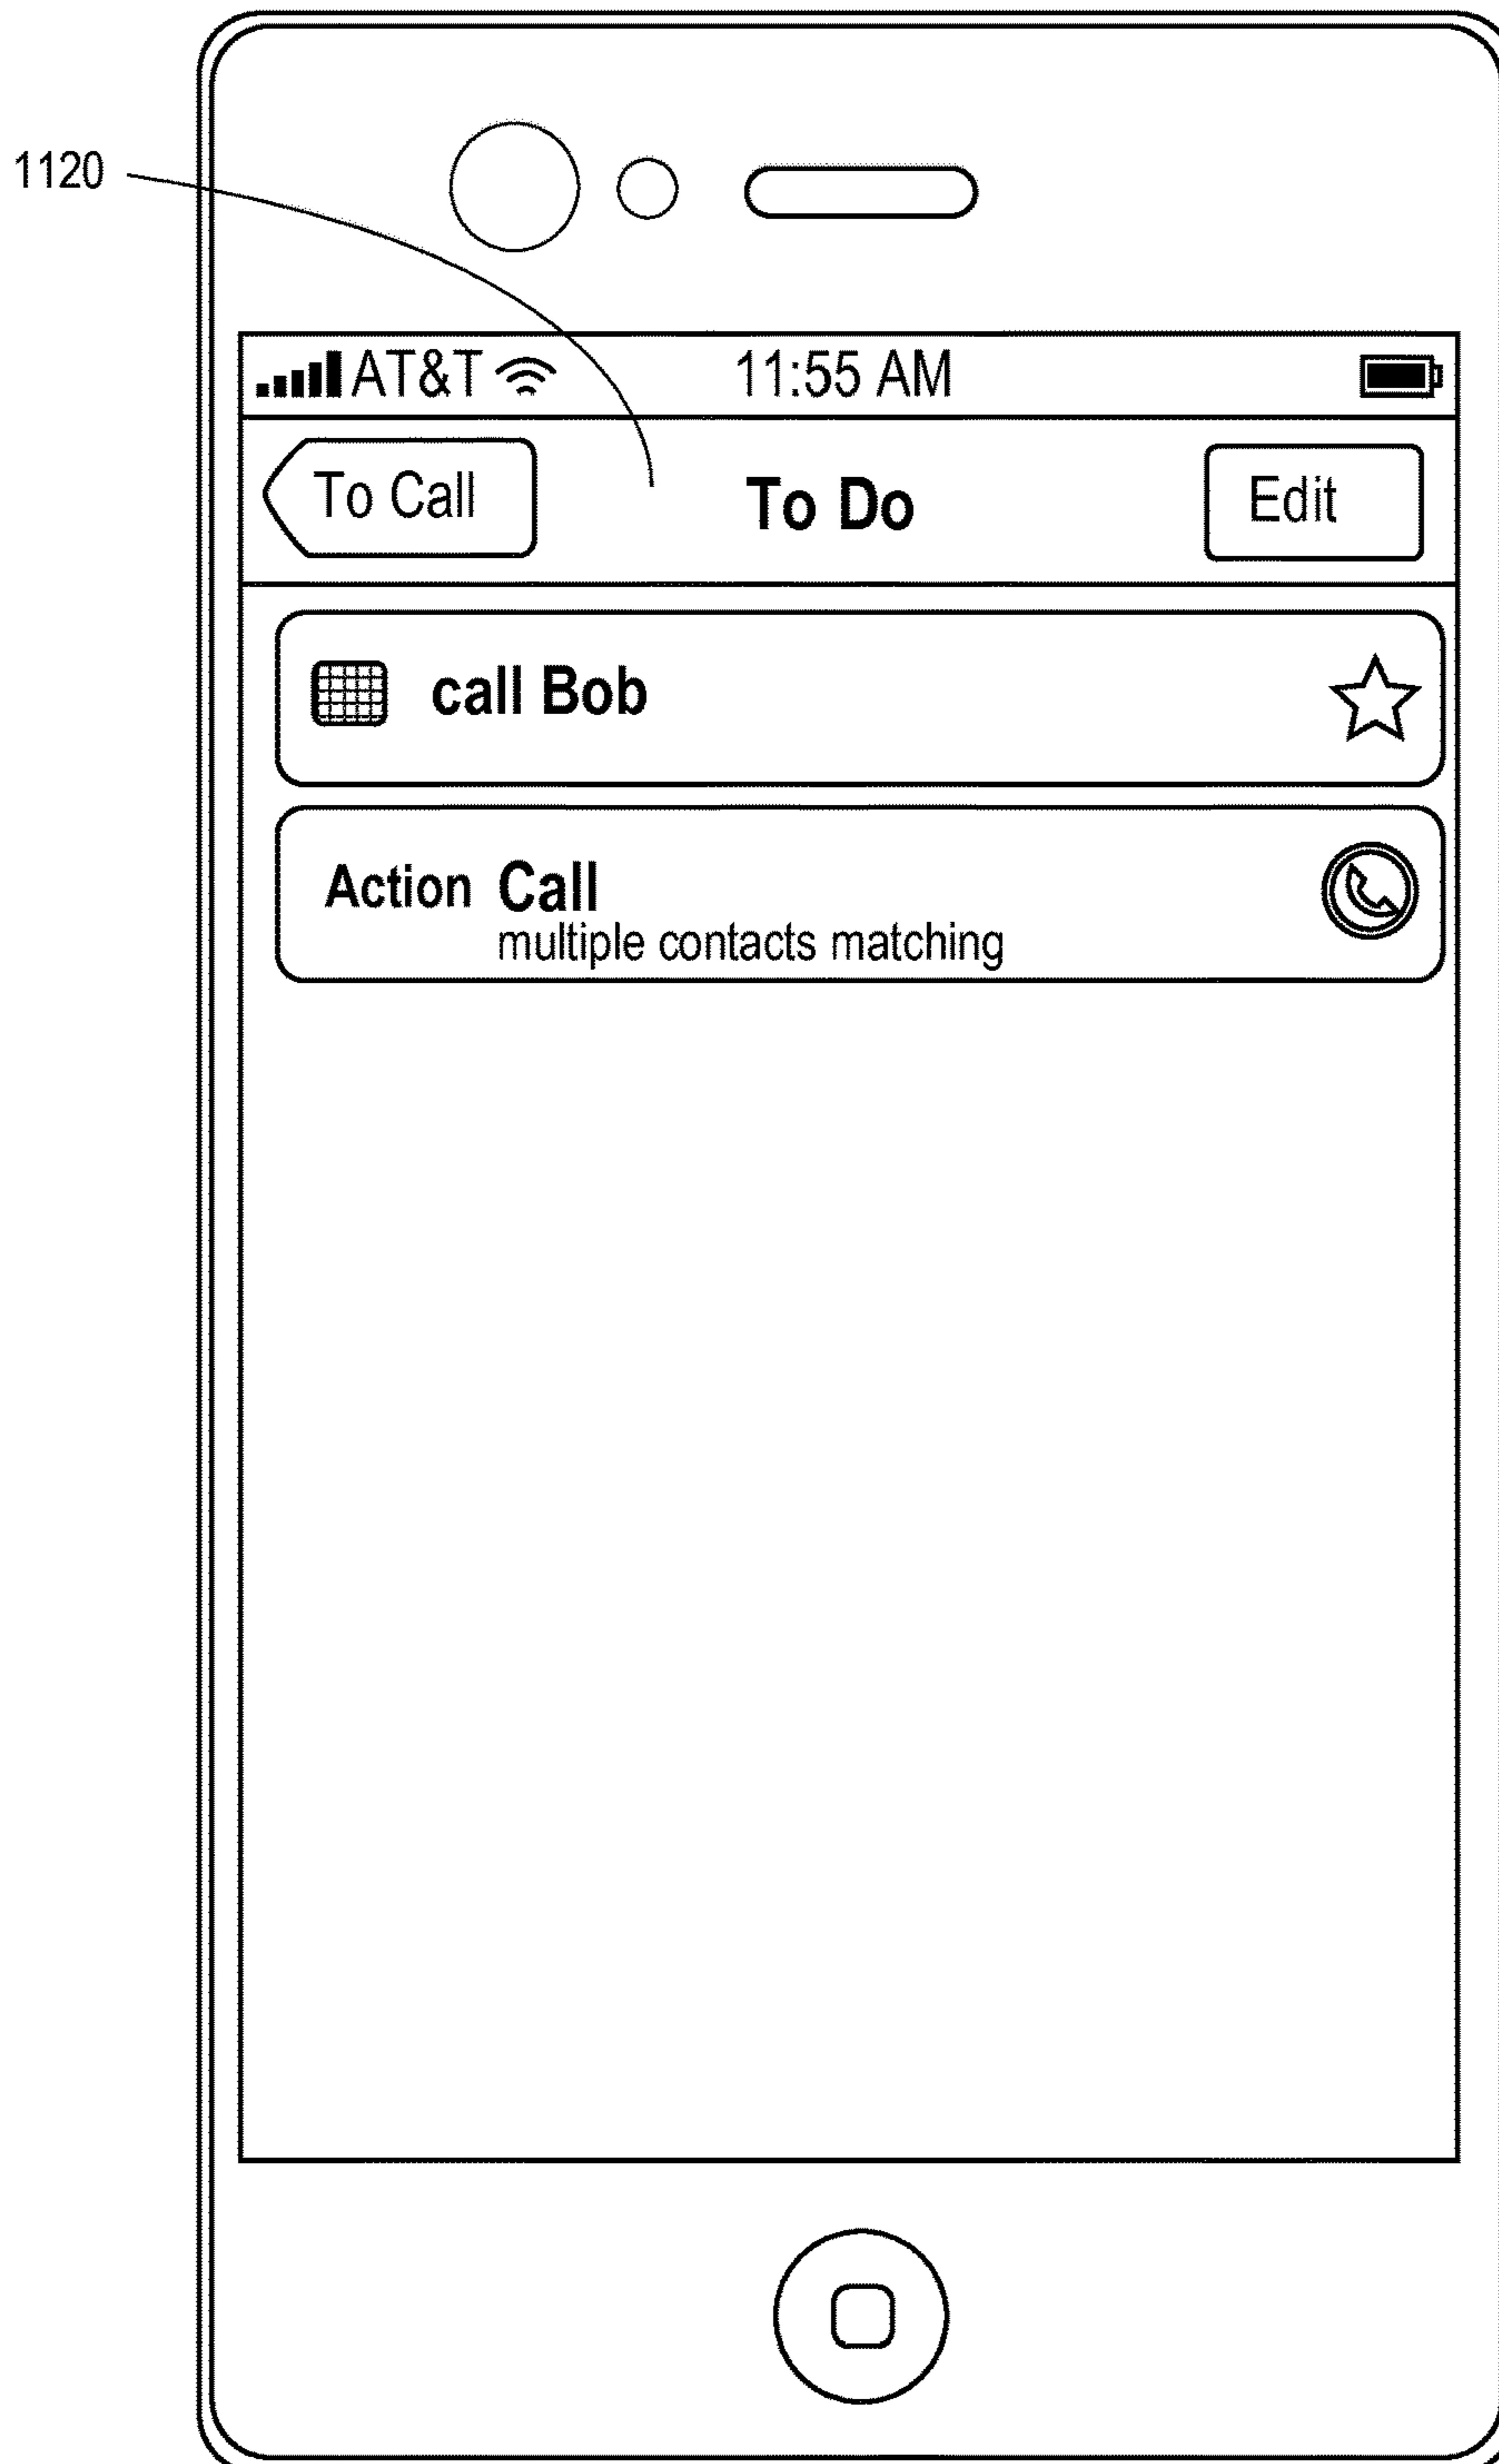 1120
AT&T 11:55 AM
To Call To Do Edit
call Bob
Action Call
multiple contacts matching